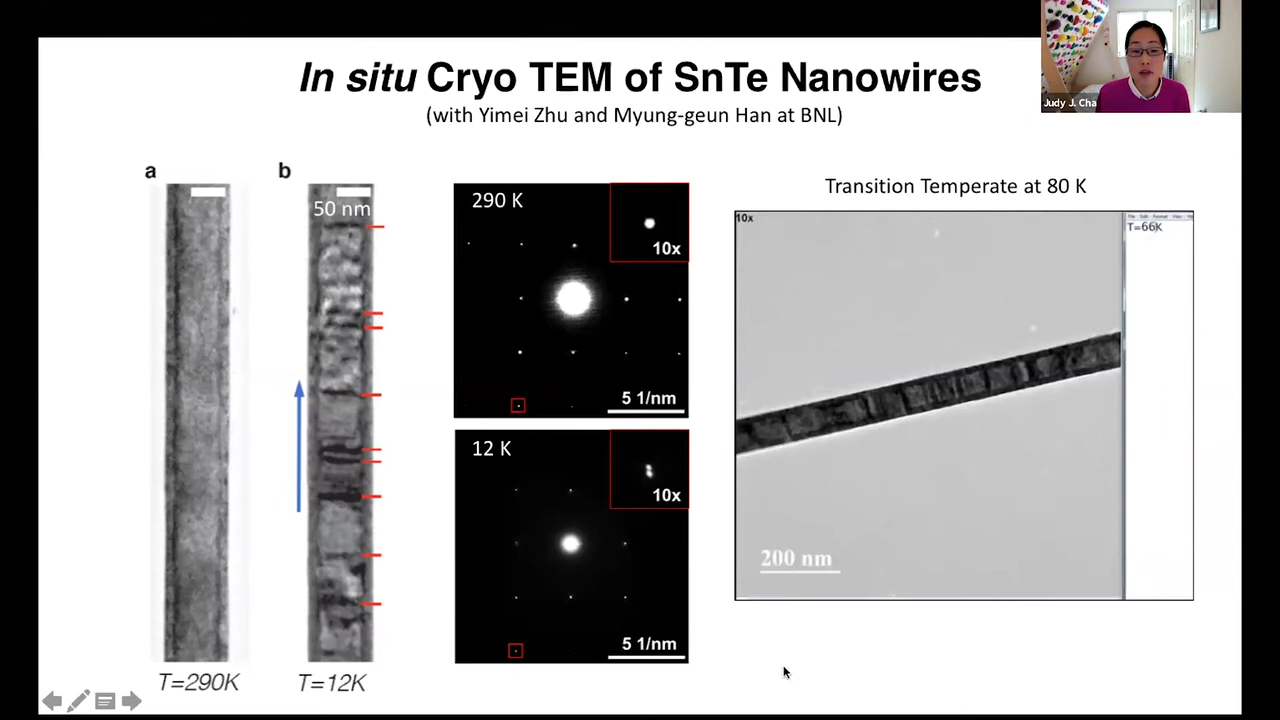 In situ Cryo TEM of SnTe Nanowires
(with Yimei Zhu and Myung-geun Han at BNL)
Judy J. Cha
a
b
50 nm
T=290K
T=12K
290 K
10x
5 1/nm
12 K
10x
5 1/nm
Transition Temperate at 80 K
10x
T=66K
200 nm